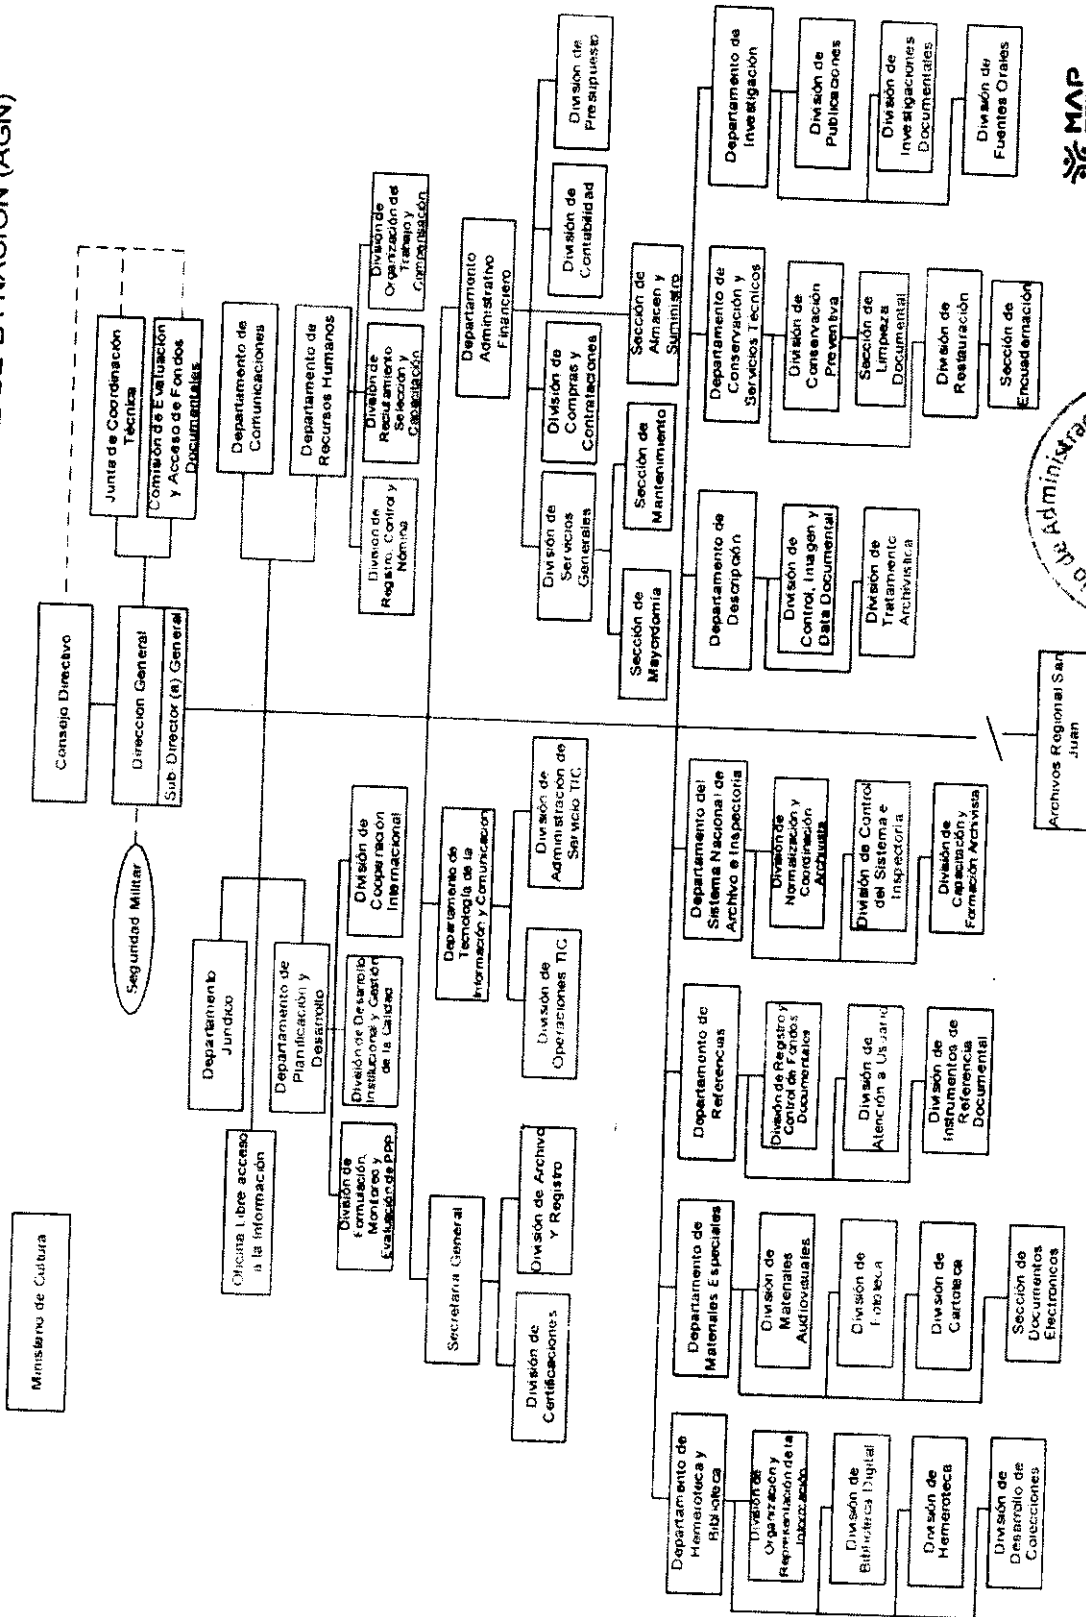 (AGN)
Ministerio de Cultura
Consejo Directivo
Dirección General
Sub-Director (a) General
Seguridad Militar
Junta de Coordinación
Técnica
Comisión de Evaluación
y Acceso de Fondos
Documentales
Oficina Libre acceso
a la Información
Departamento
Jurídico
Departamento de
Planificación y
Desarrollo
Departamento de
Comunicaciones
Departamento de
Recursos Humanos
División de
Formulación,
Monitoreo y
Evaluación de PPP
División de Desarrollo
Institucional y Gestión
de la Calidad
División de
Cooperación
Internacional
División de
Registro, Control y
Nómina
División de
Reclutamiento
Selección y
Capacitación
División de
Organización del
Trabajo y
Compensación
Secretaria General
Departamento de
Tecnología de la
Información y Comunicación
Departamento
Administrativo
Financiero
División de
Certificaciones
División de Archivo
Y Registro
División de
Operaciones TIC
División de
Administración de
Servicio TIC
División de
Servicios
Generales
División de
Compras y
Contrataciones
División de
Contabilidad
División de
Presupuesto
Sección de
Mayordomía
Sección de
Mantenimiento
Sección de
Almacen y
Suministro
Departamento de
Hemeroteca y
Biblioteca
Departamento de
Materiales Especiales
Departamento de
Referencias
Departamento del
Sistema Nacional de
Archivo e Inspectoria
Departamento de
Descripción
Departamento de
Conservación y
Servicios Técnicos
Departamento de
Investigación
División de
Organización y
Representación de la
Información
División de
Biblioteca Digital
División de
Hemeroteca
División de
Desarrollo de
Colecciones
División de
Materiales
Audiovisuales
División de
Fototeca
División de
Cartoteca
Sección de
Documentos
Electronicos
División de Registro y
Control de Fondos
Documentales
División de
Atención a Usuario
División de
Instrumentos de
Referencia
Documental
División de
Normalización y
Coordinación
Archivista
División de Control
del Sistema e
Inspectoria
División de
Capacitación y
Formación Archivista
División de
Control, Imagen y
Data Documental
División de
Tratamiento
Archivística
División de
Conservación
Preventiva
Sección de
Limpieza
Documental
División de
Restauración
Sección de
Encuadernación
División de
Publicaciones
División de
Investigaciones
Documentales
División de
Fuentes Orales
Archivos Regional San
Juan
de Administra
MAP